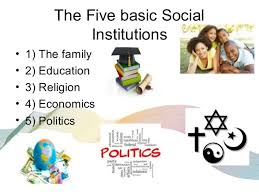 The Five basic Social
Institutions
• 1) The family
• 2) Education
• 3) Religion
• 4) Economics
• 5) Politics
POLITICS